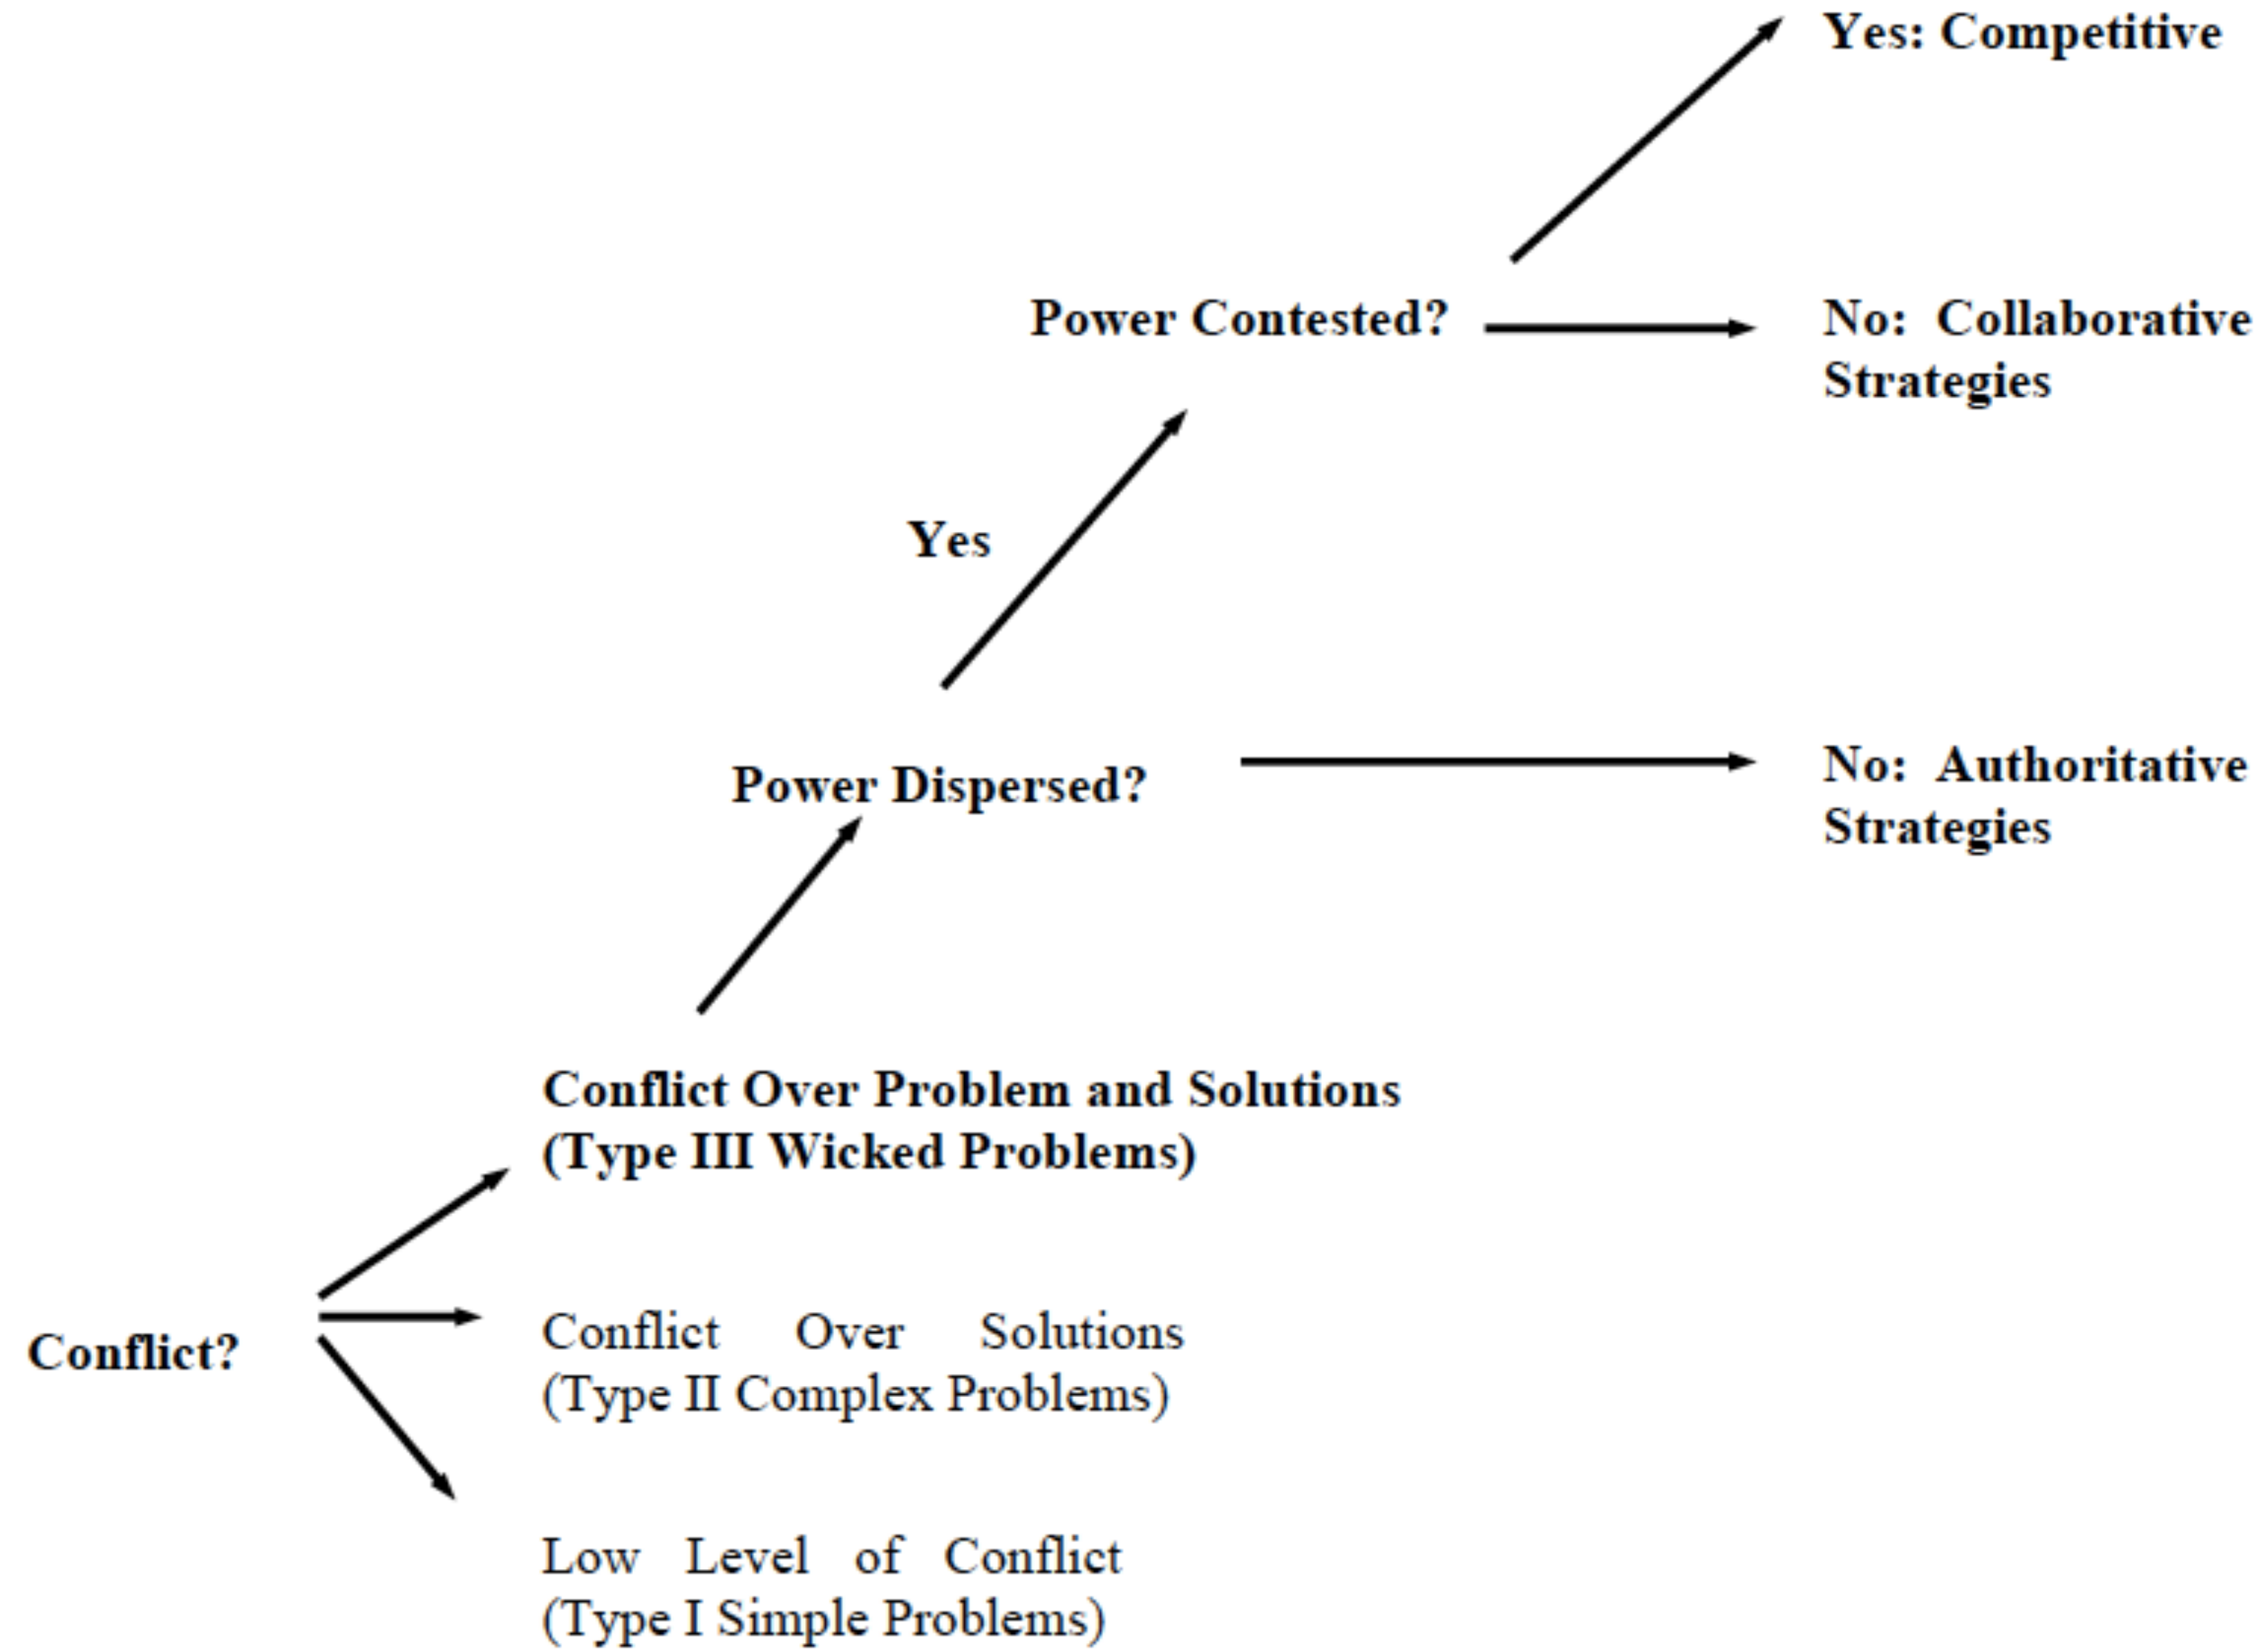 Yes: Competitive
Power Contested?
No: Collaborative
Strategies
Yes
Power Dispersed?
No: Authoritative
Strategies
Conflict Over Problem and Solutions
(Type III Wicked Problems)
Conflict?
Conflict Over Solutions
(Type II Complex Problems)
Low Level of Conflict
(Type I Simple Problems)